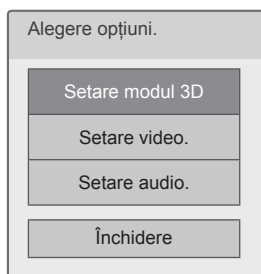 Alegere opțiuni.
Setare modul 3D
Setare video.
Setare audio.
Închidere